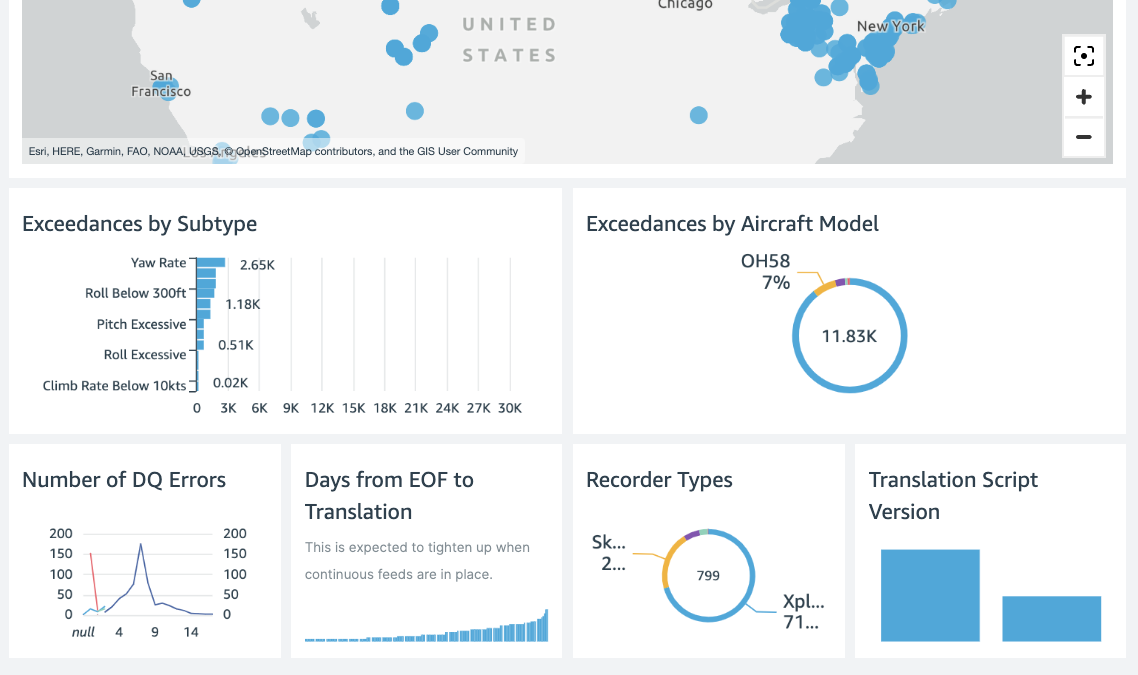 Chicago
UNITED
STATES
New York
San
Francisco
Los Angeles
Esri, HERE, Garmin, FAO, NOAA, USGS, © OpenStreetMap contributors, and the GIS User Community
Exceedances by Subtype
Yaw Rate
2.65K
Roll Below 300ft
1.18K
Pitch Excessive
0.51K
Roll Excessive
Climb Rate Below 10kts
0.02K
0 3K 6K 9K 12K 15K 18K 21K 24K 27K 30K
Exceedances by Aircraft Model
OH58
7%
11.83K
Number of DQ Errors
200 200
150 150
100 100
50 50
0 0
null 4 9 14
Days from EOF to
Translation
This is expected to tighten up when
continuous feeds are in place.
Recorder Types
Sk...
2...
799
Xpl...
71...
Translation Script
Version